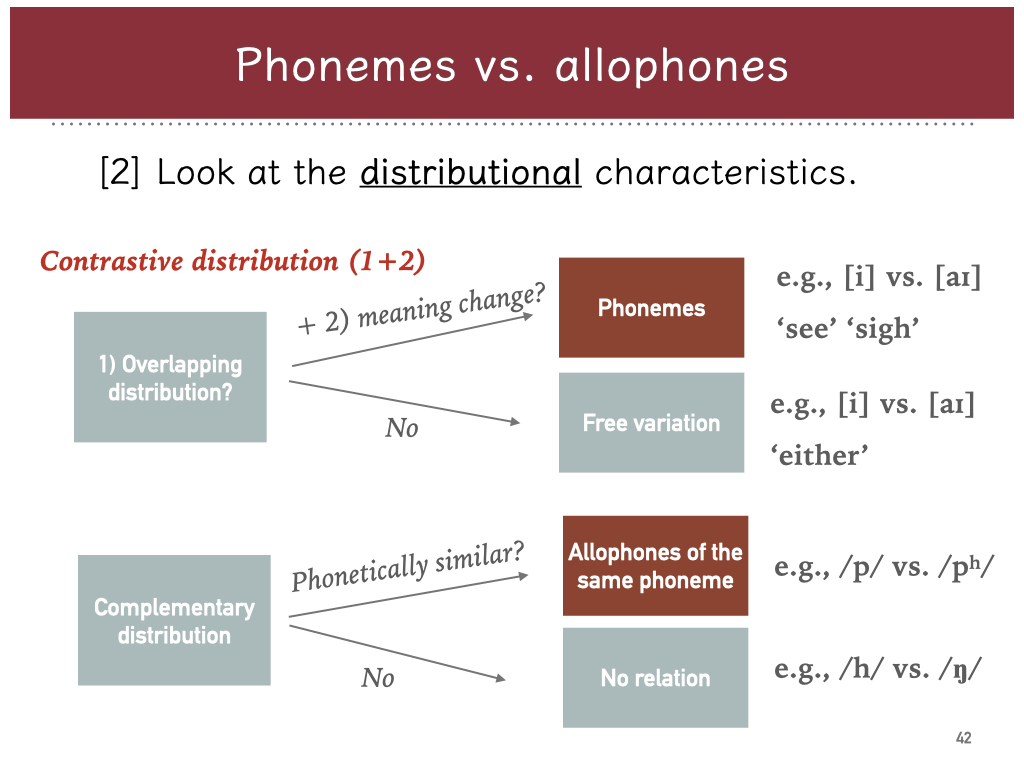 Phonemes vs. allophones
[2] Look at the distributional characteristics.
Contrastive distribution (1+2)
1) Overlapping
distribution?
+ 2) meaning change?
No
Phonemes
e.g., [i] vs. [aɪ]
‘see’ ‘sigh’
Free variation
e.g., [i] vs. [aɪ]
‘either’
Complementary
distribution
Phonetically similar?
No
Allophones of the
same phoneme
e.g., /p/ vs. /pʰ/
No relation
e.g., /h/ vs. /ŋ/
42